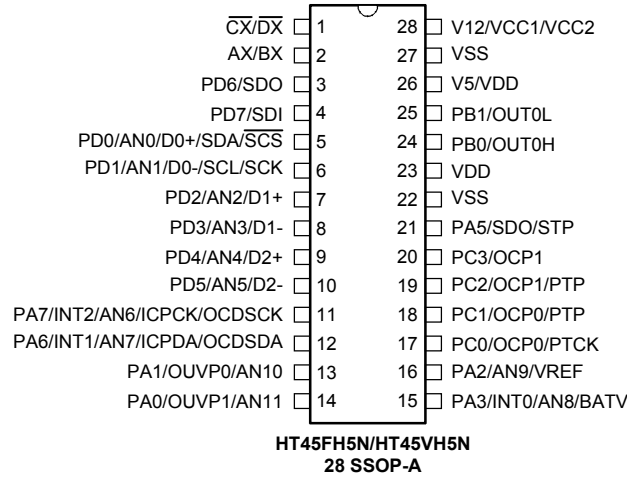 C̅X̅/D̅X̅ 1 28 V12/VCC1/VCC2
AX/BX 2 27 VSS
PD6/SDO 3 26 V5/VDD
PD7/SDI 4 25 PB1/OUT0L
PD0/AN0/D0+/SDA/S̅C̅S̅ 5 24 PB0/OUT0H
PD1/AN1/D0-/SCL/SCK 6 23 VDD
PD2/AN2/D1+ 7 22 VSS
PD3/AN3/D1- 8 21 PA5/SDO/STP
PD4/AN4/D2+ 9 20 PC3/OCP1
PD5/AN5/D2- 10 19 PC2/OCP1/PTP
PA7/INT2/AN6/ICPCK/OCDSCK 11 18 PC1/OCP0/PTP
PA6/INT1/AN7/ICPDA/OCDSDA 12 17 PC0/OCP0/PTCK
PA1/OUVP0/AN10 13 16 PA2/AN9/VREF
PA0/OUVP1/AN11 14 15 PA3/INT0/AN8/BATV
HT45FH5N/HT45VH5N
28 SSOP-A